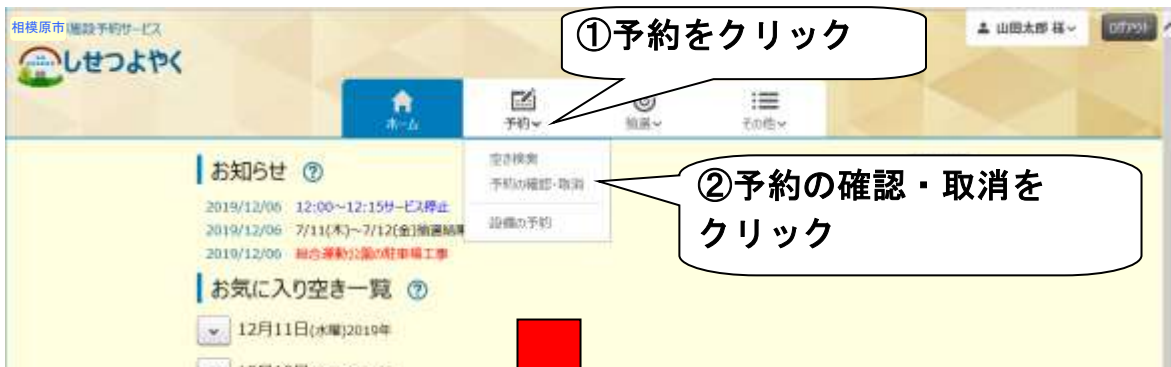 相模原市 施設予約サービス
しせつよやく
①予約をクリック
山田太郎 様
ログアウト
ホーム
予約
抽選
その他
空き検索
予約の確認・取消
設備の予約
②予約の確認・取消を
クリック
お知らせ ?
2019/12/06 12:00～12:15サービス停止
2019/12/06 7/11(木)～7/12(金)抽選結果
2019/12/06 総合運動公園の駐車場工事
お気に入り空き一覧 ?
12月11日(水曜)2019年